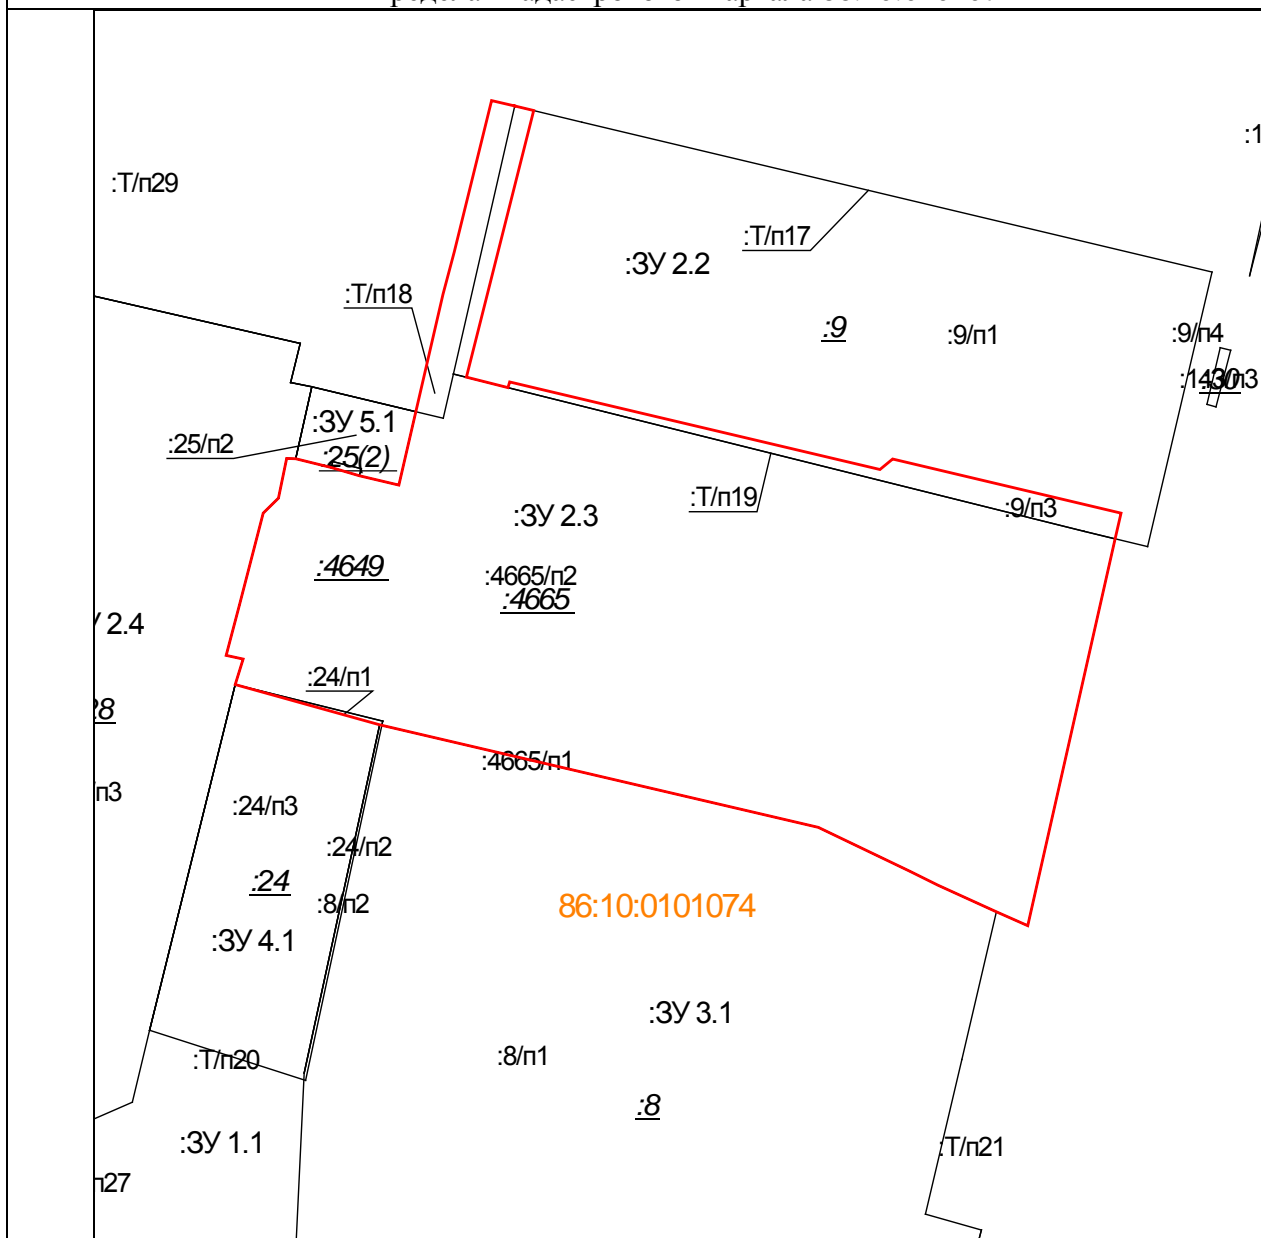 :1
:Т/п29
:Т/п17
:ЗУ 2.2
:Т/п18
:9
:9/п1
:9/п4
:ЗУ 5.1
:25/п2
:25(2)
:Т/п19
:9/п3
:ЗУ 2.3
:4649
:4665/п2
:4665
2.4
:24/п1
:4665/п1
:24/п3
:24/п2
:24
:8/п2
86:10:0101074
:ЗУ 4.1
:ЗУ 3.1
:8/п1
:Т/п20
:8
:ЗУ 1.1
:Т/п21